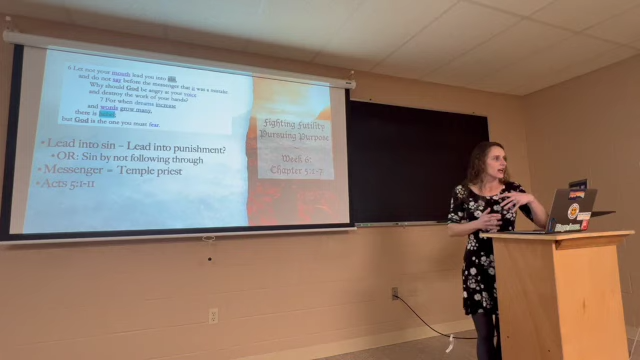 6 Let not your mouth lead you into sin,
and do not say before the messenger that it was a mistake.
Why should God be angry at your voice
and destroy the work of your hands?
7 For when dreams increase
and words grow many,
there is
but God is the one you must fear.
• Lead into sin – Lead into punishment?
• OR: Sin by not following through
• Messenger = Temple priest
• Acts 5:1-11
Fighting Futility
Pursuing Purpose
Week 6:
Chapter 5:1-7